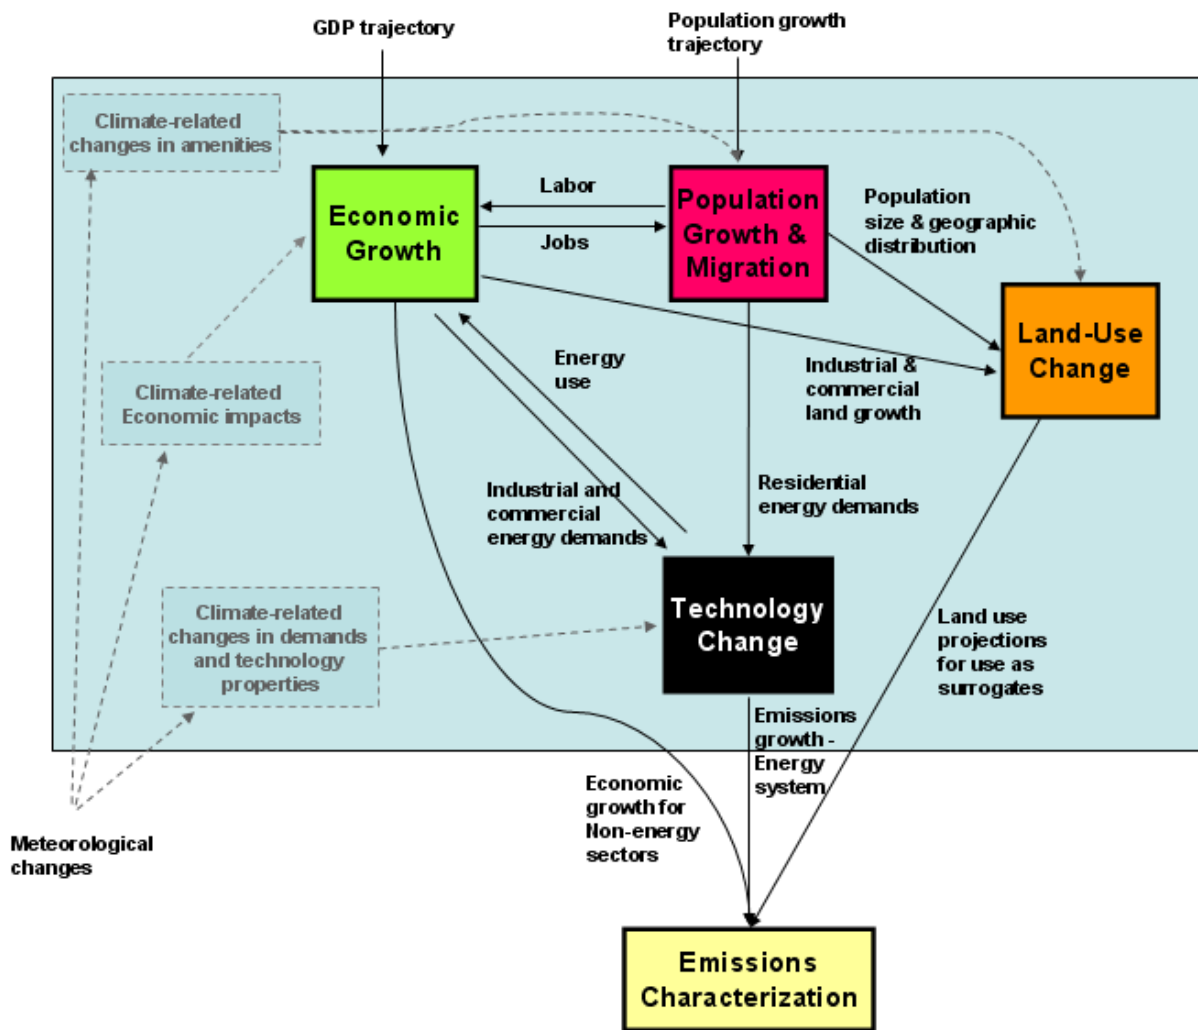 GDP trajectory
Population growth
trajectory
Climate-related
changes in amenities
Economic
Growth
Labor
Jobs
Population
Growth &
Migration
Population
size & geographic
distribution
Land-Use
Change
Climate-related
Economic impacts
Energy
use
Industrial &
commercial
land growth
Industrial and
commercial
energy demands
Residential
energy demands
Climate-related
changes in demands
and technology
properties
Technology
Change
Land use
projections
for use as
surrogates
Emissions
growth -
Energy
system
Economic
growth for
Non-energy
sectors
Meteorological
changes
Emissions
Characterization